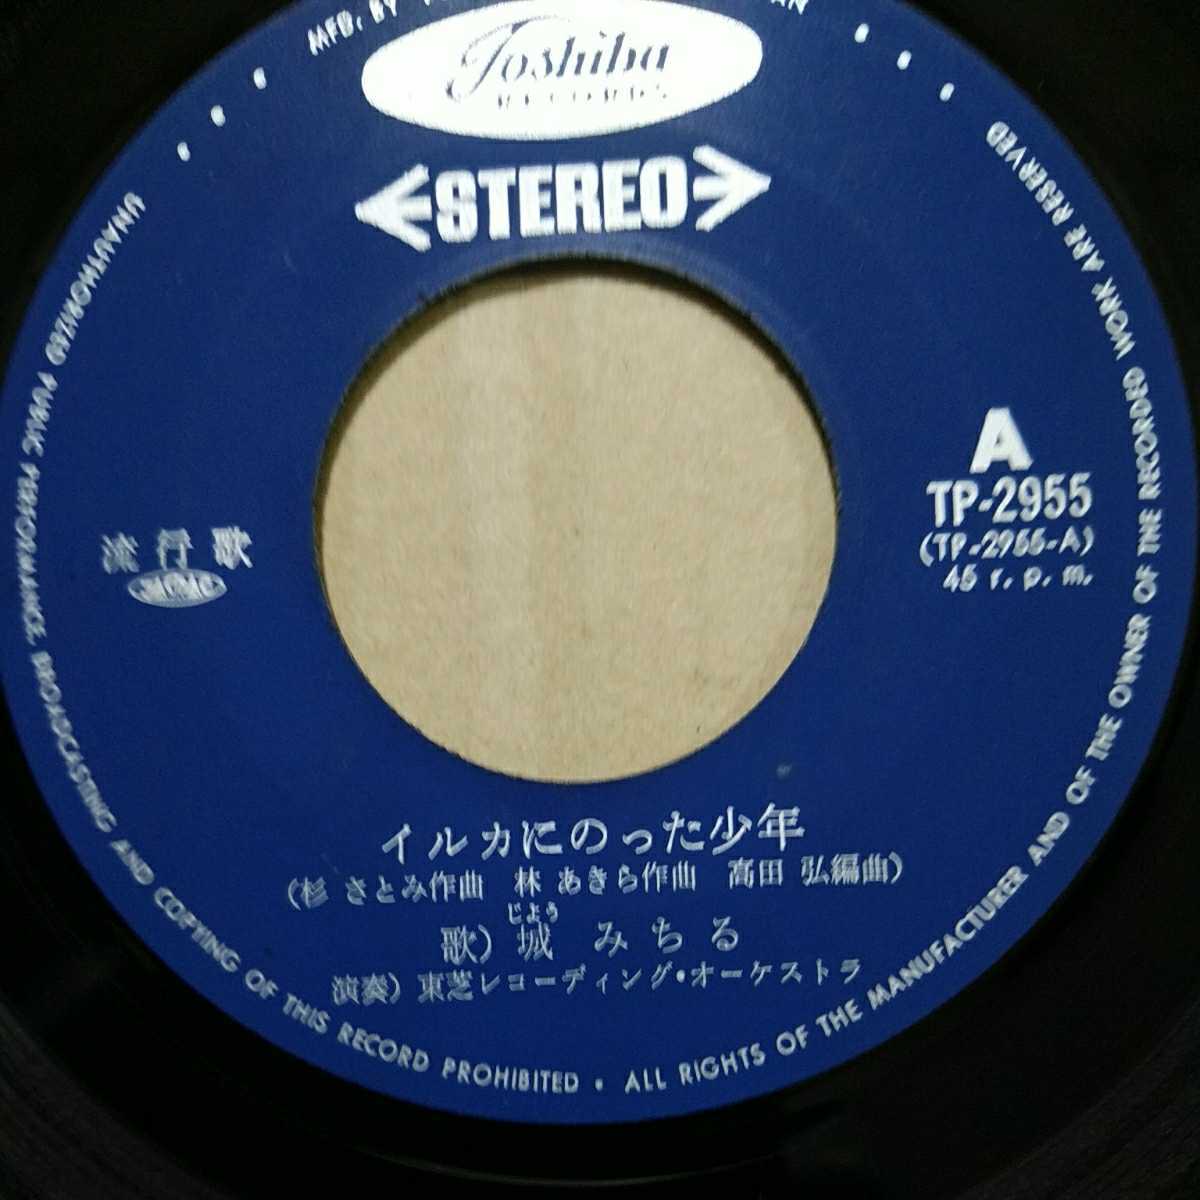 MFD. BY
Toshiba
RECORDS
STEREO
A
TP-2955
(TP-2955-A)
45 r.p.m.
流行歌
イルカにのった少年
(杉 さとみ作曲 林 あきら作曲 高田 弘編曲)
じょう
歌) 城 みちる
演奏) 東芝レコーディング・オーケストラ
UNAUTHORIZED PUBLIC PERFORMANCE, BROADCASTING AND COPYING OF THIS RECORD PROHIBITED • ALL RIGHTS OF THE MANUFACTURER AND OF THE OWNER OF THE RECORDED WORK ARE RESERVED